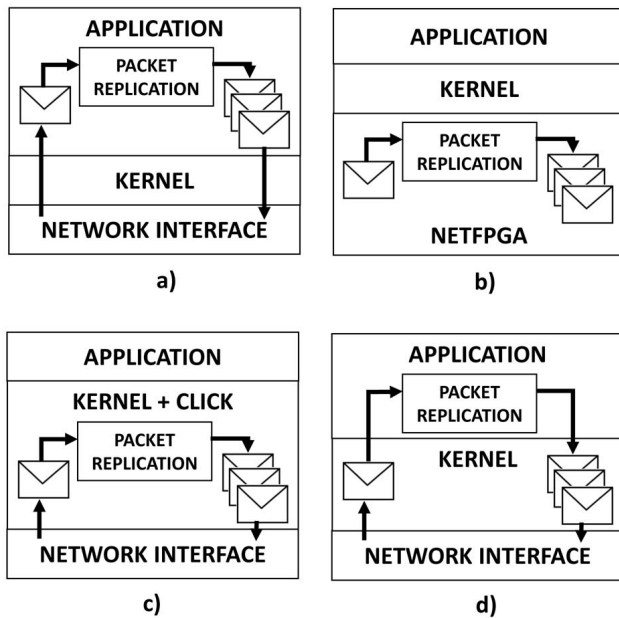 APPLICATION
PACKET
REPLICATION
KERNEL
NETWORK INTERFACE
a)
APPLICATION
KERNEL
PACKET
REPLICATION
NETFPGA
b)
APPLICATION
KERNEL + CLICK
PACKET
REPLICATION
NETWORK INTERFACE
c)
APPLICATION
PACKET
REPLICATION
KERNEL
NETWORK INTERFACE
d)